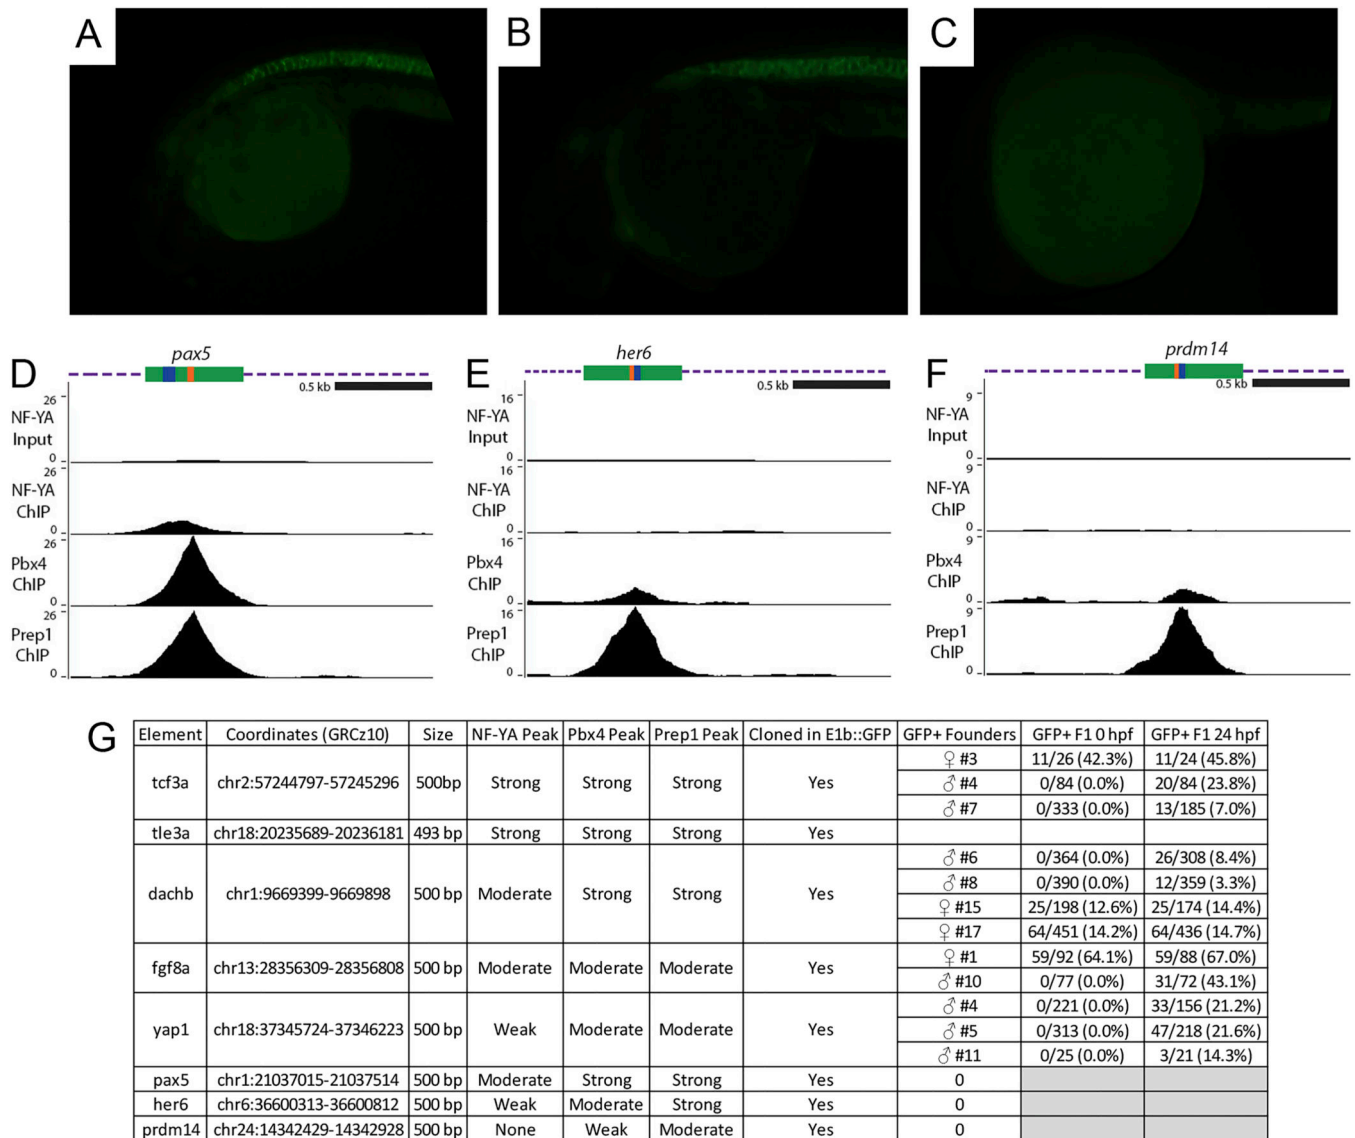 A
B
C
D
pax5
0.5 kb
26
NF-YA
Input
0
26
NF-YA
ChIP
0
26
Pbx4
ChIP
0
26
Prep1
ChIP
0
E
her6
0.5 kb
16
NF-YA
Input
0
16
NF-YA
ChIP
0
16
Pbx4
ChIP
0
16
Prep1
ChIP
0
F
prdm14
0.5 kb
9
NF-YA
Input
0
9
NF-YA
ChIP
0
9
Pbx4
ChIP
0
9
Prep1
ChIP
0
G
Element Coordinates (GRCz10) Size NF-YA Peak Pbx4 Peak Prep1 Peak Cloned in E1b::GFP GFP+ Founders GFP+ F1 0 hpf GFP+ F1 24 hpf
tcf3a chr2:57244797-57245296 500bp Strong Strong Strong Yes ♀ #3 11/26 (42.3%) 11/24 (45.8%)
♂ #4 0/84 (0.0%) 20/84 (23.8%)
♂ #7 0/333 (0.0%) 13/185 (7.0%)
tle3a chr18:20235689-20236181 493 bp Strong Strong Strong Yes
dachb chr1:9669399-9669898 500 bp Moderate Strong Strong Yes ♂ #6 0/364 (0.0%) 26/308 (8.4%)
♂ #8 0/390 (0.0%) 12/359 (3.3%)
♀ #15 25/198 (12.6%) 25/174 (14.4%)
♀ #17 64/451 (14.2%) 64/436 (14.7%)
fgf8a chr13:28356309-28356808 500 bp Moderate Moderate Moderate Yes ♀ #1 59/92 (64.1%) 59/88 (67.0%)
♂ #10 0/77 (0.0%) 31/72 (43.1%)
yap1 chr18:37345724-37346223 500 bp Weak Moderate Moderate Yes ♂ #4 0/221 (0.0%) 33/156 (21.2%)
♂ #5 0/313 (0.0%) 47/218 (21.6%)
♂ #11 0/25 (0.0%) 3/21 (14.3%)
pax5 chr1:21037015-21037514 500 bp Moderate Strong Strong Yes 0
her6 chr6:36600313-36600812 500 bp Weak Moderate Strong Yes 0
prdm14 chr24:14342429-14342928 500 bp None Weak Moderate Yes 0